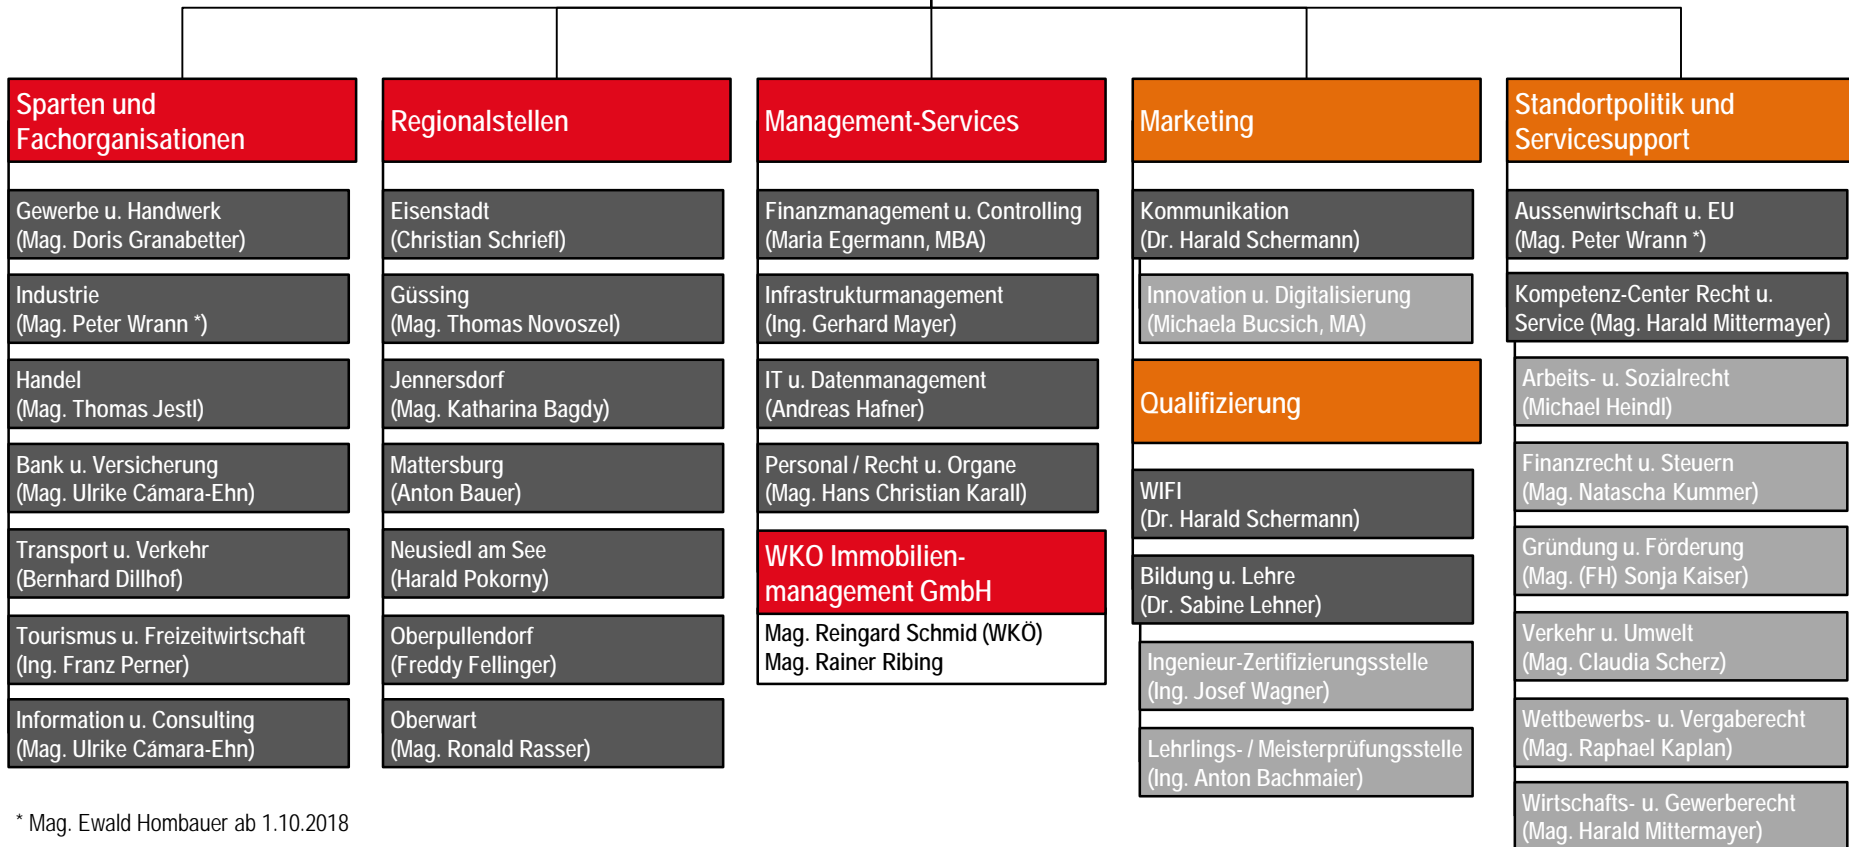 Sparten und
Fachorganisationen
Gewerbe u. Handwerk
(Mag. Doris Granabetter)
Industrie
(Mag. Peter Wrann *)
Handel
(Mag. Thomas Jestl)
Bank u. Versicherung
(Mag. Ulrike Cámara-Ehn)
Transport u. Verkehr
(Bernhard Dillhof)
Tourismus u. Freizeitwirtschaft
(Ing. Franz Perner)
Information u. Consulting
(Mag. Ulrike Cámara-Ehn)
* Mag. Ewald Hombauer ab 1.10.2018
Regionalstellen
Eisenstadt
(Christian Schriefl)
Güssing
(Mag. Thomas Novoszel)
Jennersdorf
(Mag. Katharina Bagdy)
Mattersburg
(Anton Bauer)
Neusiedl am See
(Harald Pokorny)
Oberpullendorf
(Freddy Fellinger)
Oberwart
(Mag. Ronald Rasser)
Management-Services
Finanzmanagement u. Controlling
(Maria Egermann, MBA)
Infrastrukturmanagement
(Ing. Gerhard Mayer)
IT u. Datenmanagement
(Andreas Hafner)
Personal / Recht u. Organe
(Mag. Hans Christian Karall)
WKO Immobilien-
management GmbH
Mag. Reingard Schmid (WKÖ)
Mag. Rainer Ribing
Marketing
Kommunikation
(Dr. Harald Schermann)
Innovation u. Digitalisierung
(Michaela Bucsich, MA)
Qualifizierung
WIFI
(Dr. Harald Schermann)
Bildung u. Lehre
(Dr. Sabine Lehner)
Ingenieur-Zertifizierungsstelle
(Ing. Josef Wagner)
Lehrlings- / Meisterprüfungsstelle
(Ing. Anton Bachmaier)
Standortpolitik und
Servicesupport
Aussenwirtschaft u. EU
(Mag. Peter Wrann *)
Kompetenz-Center Recht u.
Service (Mag. Harald Mittermayer)
Arbeits- u. Sozialrecht
(Michael Heindl)
Finanzrecht u. Steuern
(Mag. Natascha Kummer)
Gründung u. Förderung
(Mag. (FH) Sonja Kaiser)
Verkehr u. Umwelt
(Mag. Claudia Scherz)
Wettbewerbs- u. Vergaberecht
(Mag. Raphael Kaplan)
Wirtschafts- u. Gewerberecht
(Mag. Harald Mittermayer)